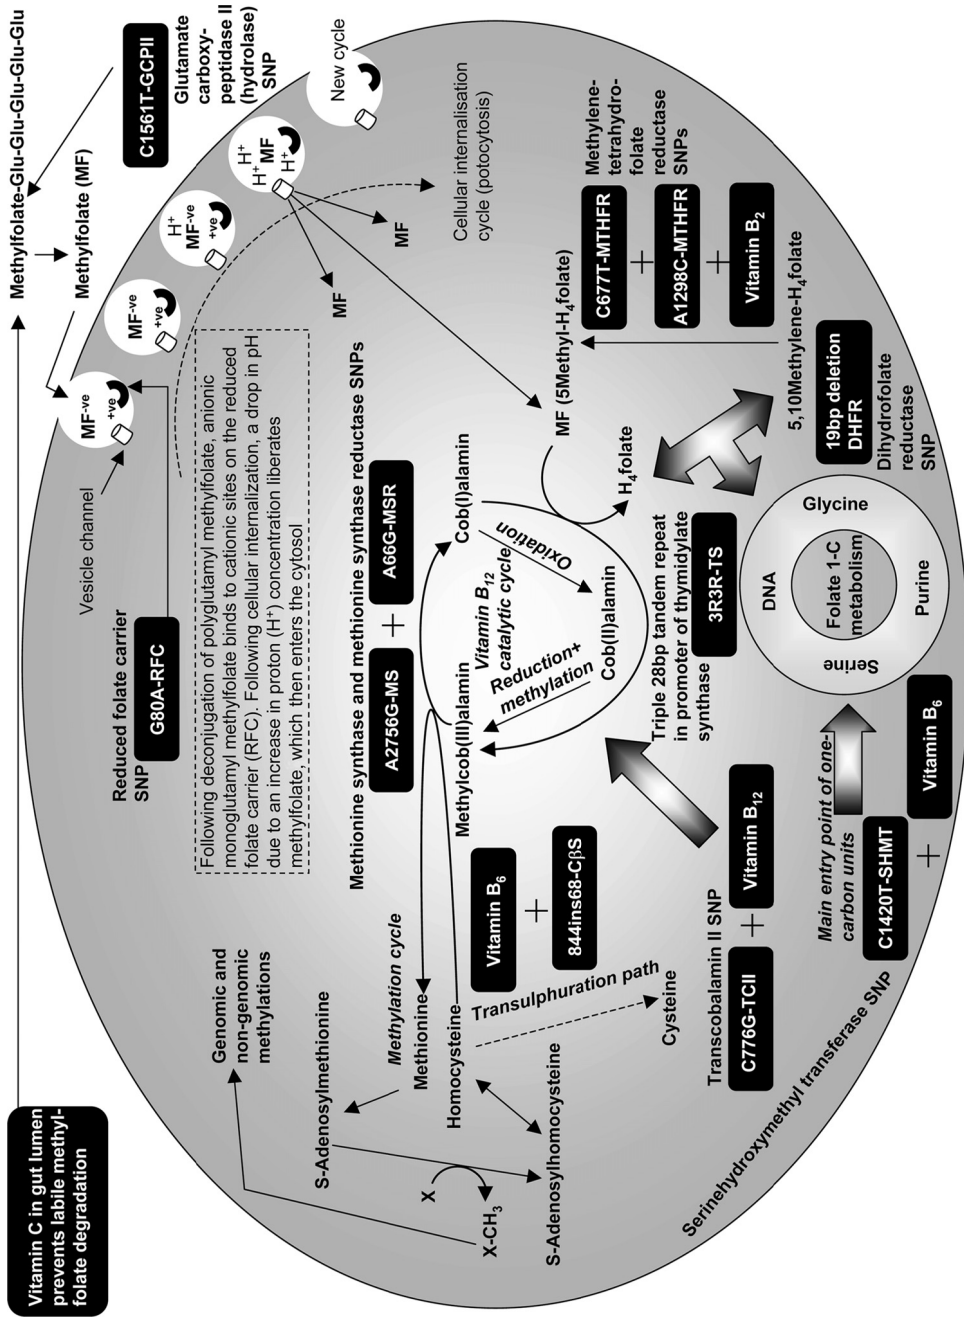 Vitamin C in gut lumen
prevents labile methyl-
folate degradation
Methylfolate-Glu-Glu-Glu-Glu-Glu
C1561T-GCPII
Glutamate
carboxy-
peptidase II
(hydrolase)
SNP
Methylfolate (MF)
Vesicle channel
MF-ve
+ve
MF-ve
+ve
H+
MF-ve
+ve
H+
H+ MF
H+
New cycle
Reduced folate carrier
SNP
G80A-RFC
Following deconjugation of polyglutamyl methylfolate, anionic
monoglutamyl methylfolate binds to cationic sites on the reduced
folate carrier (RFC). Following cellular internalization, a drop in pH
due to an increase in proton (H+) concentration liberates
methylfolate, which then enters the cytosol
MF
MF
Cellular internalisation
cycle (potocytosis)
Genomic and
non-genomic
methylations
S-Adenosylmethionine
Methylation cycle
Methionine
Homocysteine
X
X-CH3
S-Adenosylhomocysteine
Methionine synthase and methionine synthase reductase SNPs
A2756G-MS
+
A66G-MSR
Methylcob(III)alamin
Cob(I)alamin
Vitamin B12
catalytic cycle
Oxidation
Reduction+
methylation
Cob(II)alamin
MF (5Methyl-H4folate)
H4folate
C677T-MTHFR
+
A1298C-MTHFR
+
Vitamin B2
Methylene-
tetrahydro-
folate
reductase
SNPs
5,10Methylene-H4folate
Vitamin B6
+
844ins68-CβS
Transulphuration path
Cysteine
Transcobalamin II SNP
C776G-TCII
+
Vitamin B12
Triple 28bp tandem repeat
in promoter of thymidylate
synthase
3R3R-TS
19bp deletion
DHFR
Dihydrofolate
reductase
SNP
DNA
Glycine
Serine
Purine
Folate 1-C
metabolism
Main entry point of one-
carbon units
C1420T-SHMT
+
Vitamin B6
Serinehydroxymethyl transferase SNP